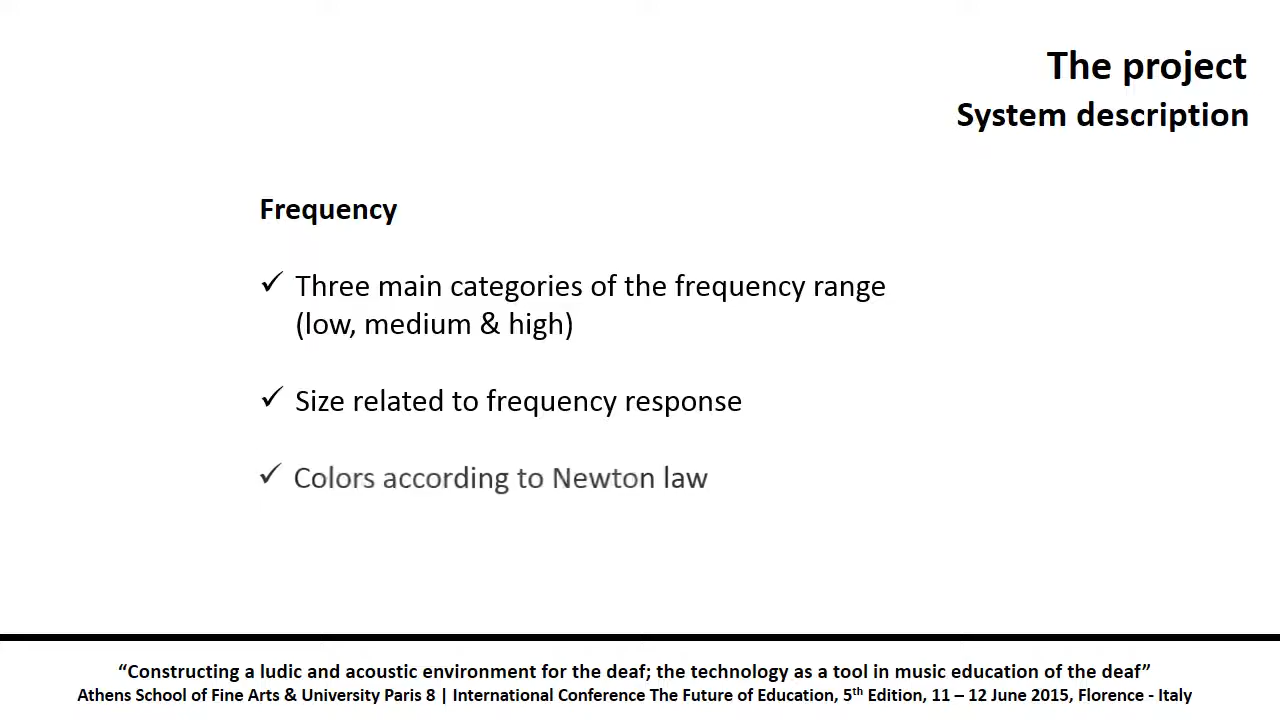 The project
System description
Frequency
✓ Three main categories of the frequency range
(low, medium & high)
✓ Size related to frequency response
✓ Colors according to Newton law
“Constructing a ludic and acoustic environment for the deaf; the technology as a tool in music education of the deaf”
Athens School of Fine Arts & University Paris 8 | International Conference The Future of Education, 5th Edition, 11 – 12 June 2015, Florence - Italy